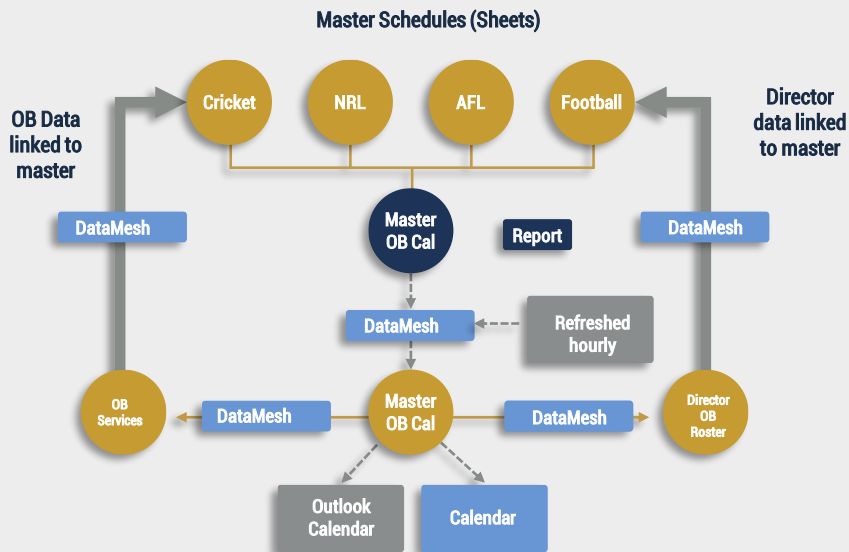 Master Schedules (Sheets)
Cricket
NRL
AFL
Football
OB Data
linked to
master
Director
data linked
to master
DataMesh
Master
OB Cal
Report
DataMesh
DataMesh
Refreshed
hourly
OB
Services
DataMesh
Master
OB Cal
DataMesh
Director
OB
Roster
Outlook
Calendar
Calendar